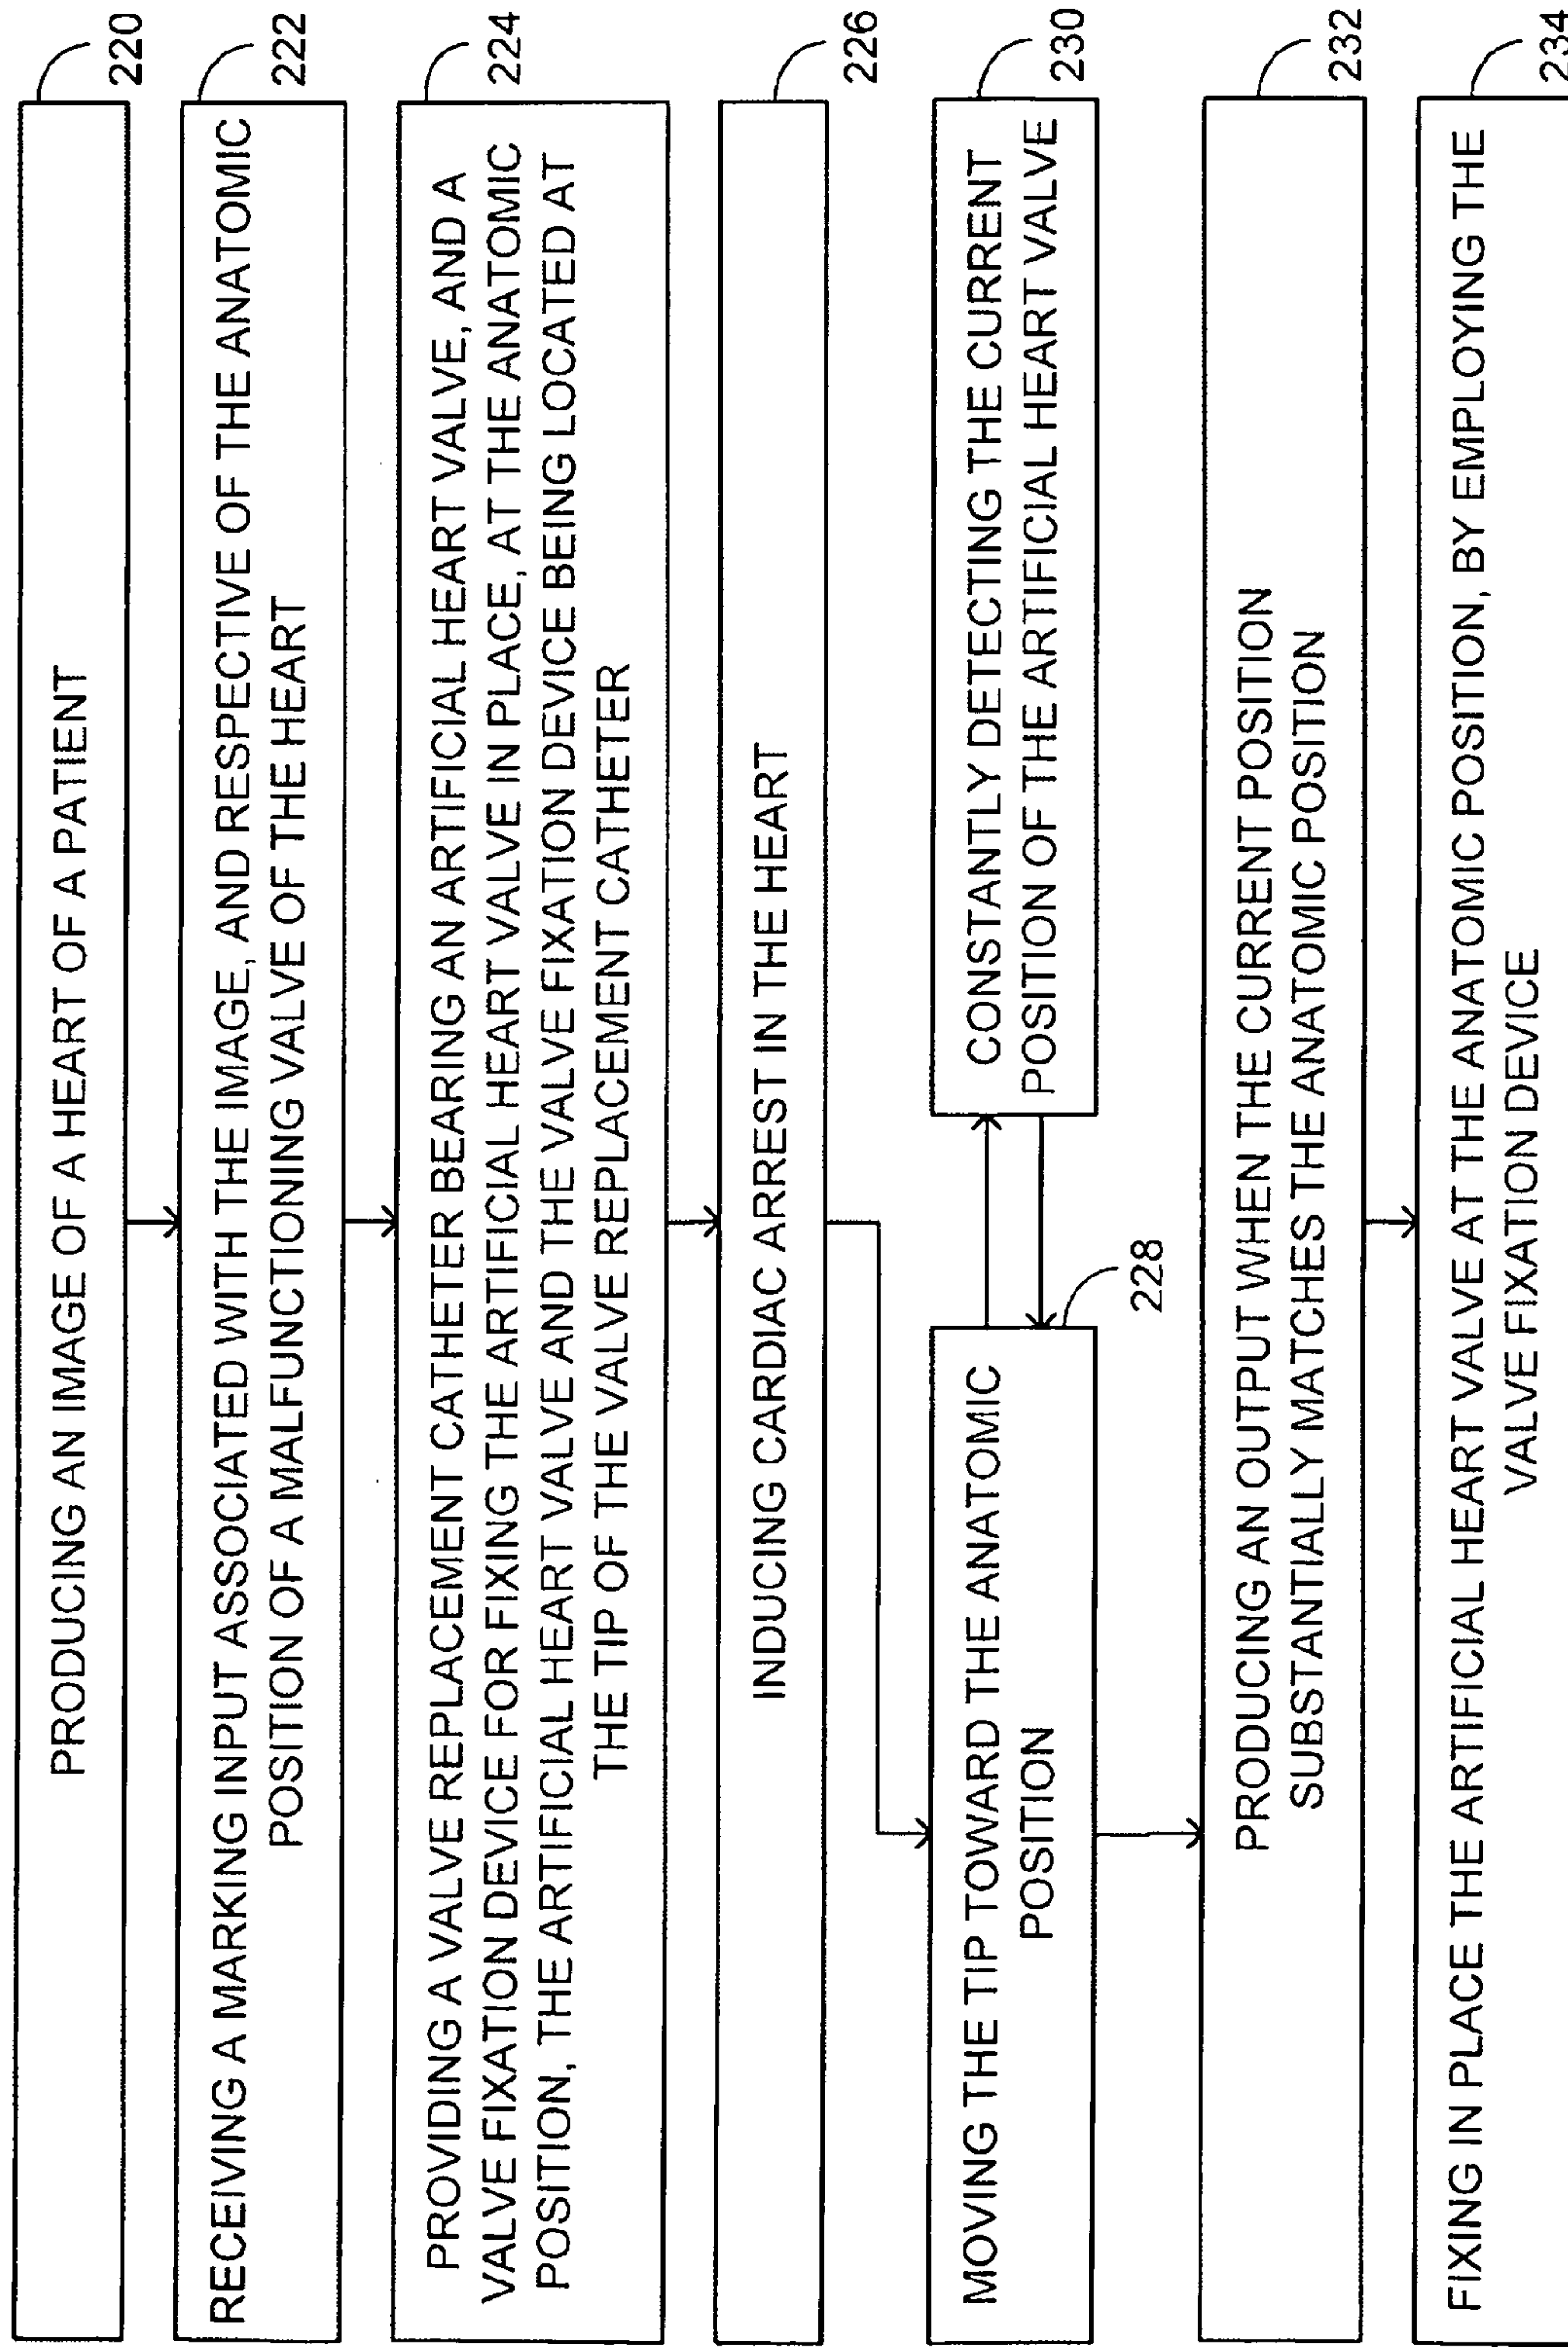 PRODUCING AN IMAGE OF A HEART OF A PATIENT
220
RECEIVING A MARKING INPUT ASSOCIATED WITH THE IMAGE, AND RESPECTIVE OF THE ANATOMIC
POSITION OF A MALFUNCTIONING VALVE OF THE HEART
222
PROVIDING A VALVE REPLACEMENT CATHETER BEARING AN ARTIFICIAL HEART VALVE, AND A
VALVE FIXATION DEVICE FOR FIXING THE ARTIFICIAL HEART VALVE IN PLACE, AT THE ANATOMIC
POSITION, THE ARTIFICIAL HEART VALVE AND THE VALVE FIXATION DEVICE BEING LOCATED AT
THE TIP OF THE VALVE REPLACEMENT CATHETER
224
INDUCING CARDIAC ARREST IN THE HEART
226
MOVING THE TIP TOWARD THE ANATOMIC
POSITION
228
CONSTANTLY DETECTING THE CURRENT
POSITION OF THE ARTIFICIAL HEART VALVE
230
PRODUCING AN OUTPUT WHEN THE CURRENT POSITION
SUBSTANTIALLY MATCHES THE ANATOMIC POSITION
232
FIXING IN PLACE THE ARTIFICIAL HEART VALVE AT THE ANATOMIC POSITION, BY EMPLOYING THE
VALVE FIXATION DEVICE
234